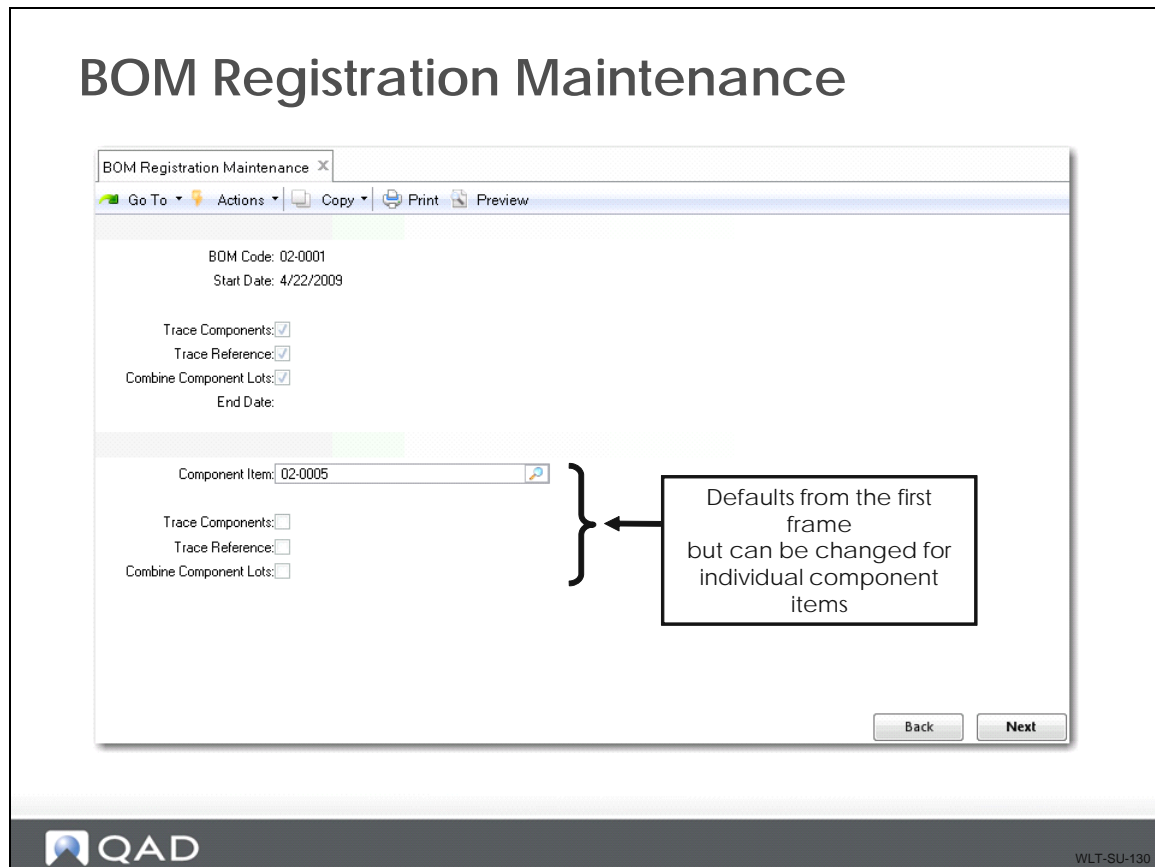 BOM Registration Maintenance
BOM Registration Maintenance X
Go To Actions Copy Print Preview
BOM Code: 02-0001
Start Date: 4/22/2009
Trace Components:
Trace Reference:
Combine Component Lots:
End Date:
Component Item: 02-0005
Trace Components:
Trace Reference:
Combine Component Lots:
Defaults from the first
frame
but can be changed for
individual component
items
Back Next
QAD
WLT-SU-130